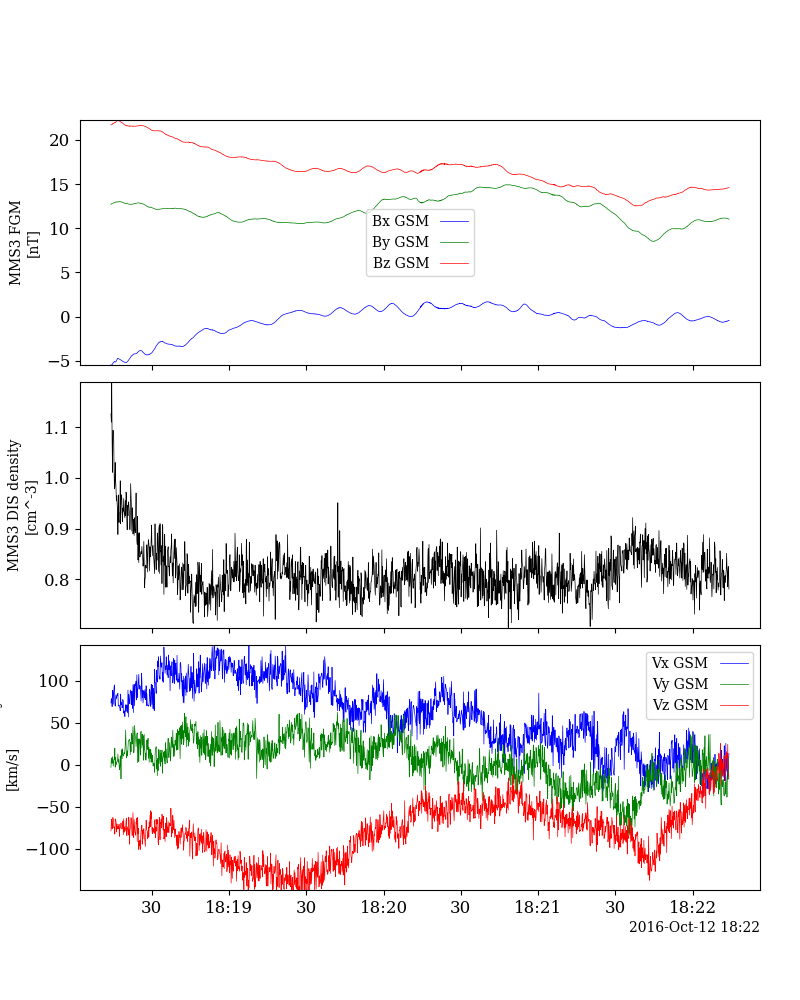 20
15
10
5
0
−5
MMS3 FGM
[nT]
Bx GSM
By GSM
Bz GSM
1.1
1.0
0.9
0.8
MMS3 DIS density
[cm^-3]
100
50
0
−50
−100
[km/s]
Vx GSM
Vy GSM
Vz GSM
30 18:19 30 18:20 30 18:21 30 18:22
2016-Oct-12 18:22